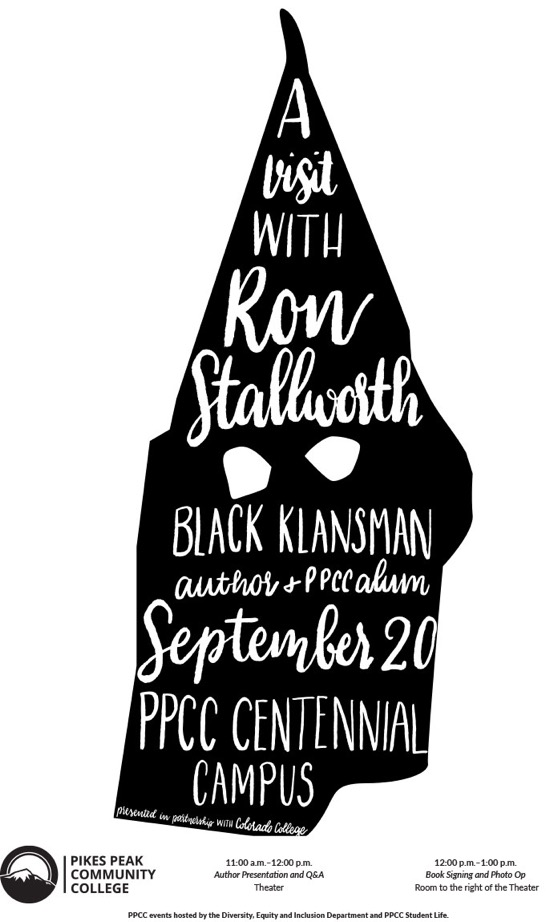 A
visit
WITH
Ron
Stallworth
BLACK KLANSMAN
author + PPCC alum
September 20
PPCC CENTENNIAL
CAMPUS
presented in partnership WITH Colorado College
PIKES PEAK
COMMUNITY
COLLEGE
11:00 a.m.–12:00 p.m.
Author Presentation and Q&A
Theater
12:00 p.m.–1:00 p.m.
Book Signing and Photo Op
Room to the right of the Theater
PPCC events hosted by the Diversity, Equity and Inclusion Department and PPCC Student Life.